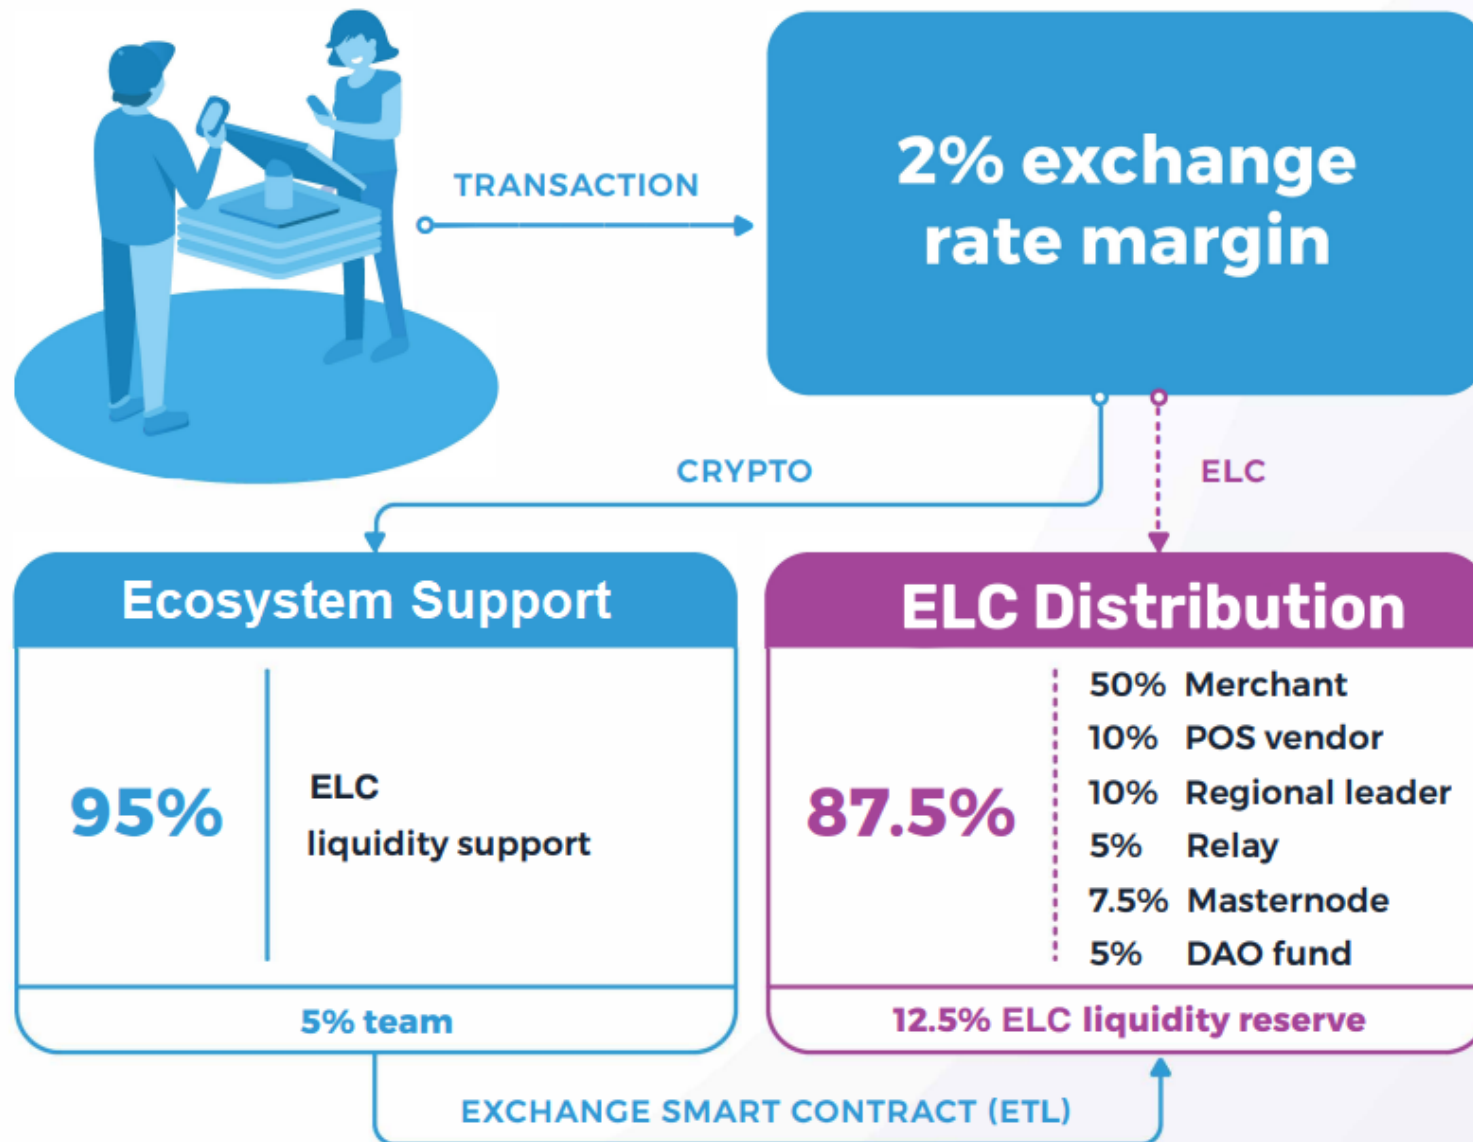 TRANSACTION
2% exchange
rate margin
CRYPTO
ELC
Ecosystem Support
95%
ELC
liquidity support
5% team
ELC Distribution
87.5%
50% Merchant
10% POS vendor
10% Regional leader
5% Relay
7.5% Masternode
5% DAO fund
12.5% ELC liquidity reserve
EXCHANGE SMART CONTRACT (ETL)